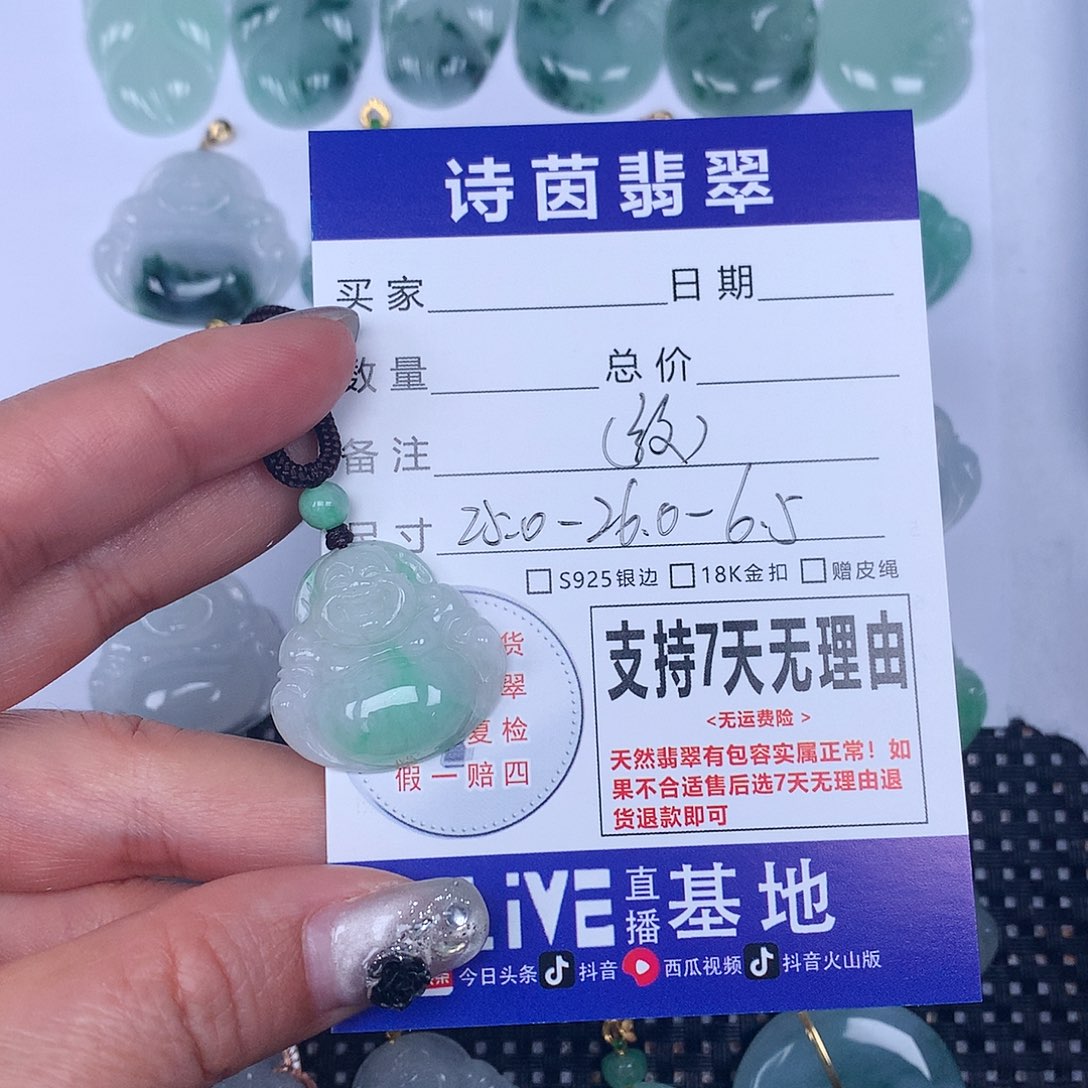 诗茵翡翠
买家 日期
数量 总价
备注 (纹)
尺寸 25.0-26.0-6.5
S925银边 18K金扣 赠皮绳
货
翠
复检
假一赔四
支持7天无理由
<无运费险>
天然翡翠有包容实属正常！如
果不合适售后选7天无理由退
货退款即可
LiVE 直播 基地
今日头条 抖音 西瓜视频 抖音火山版